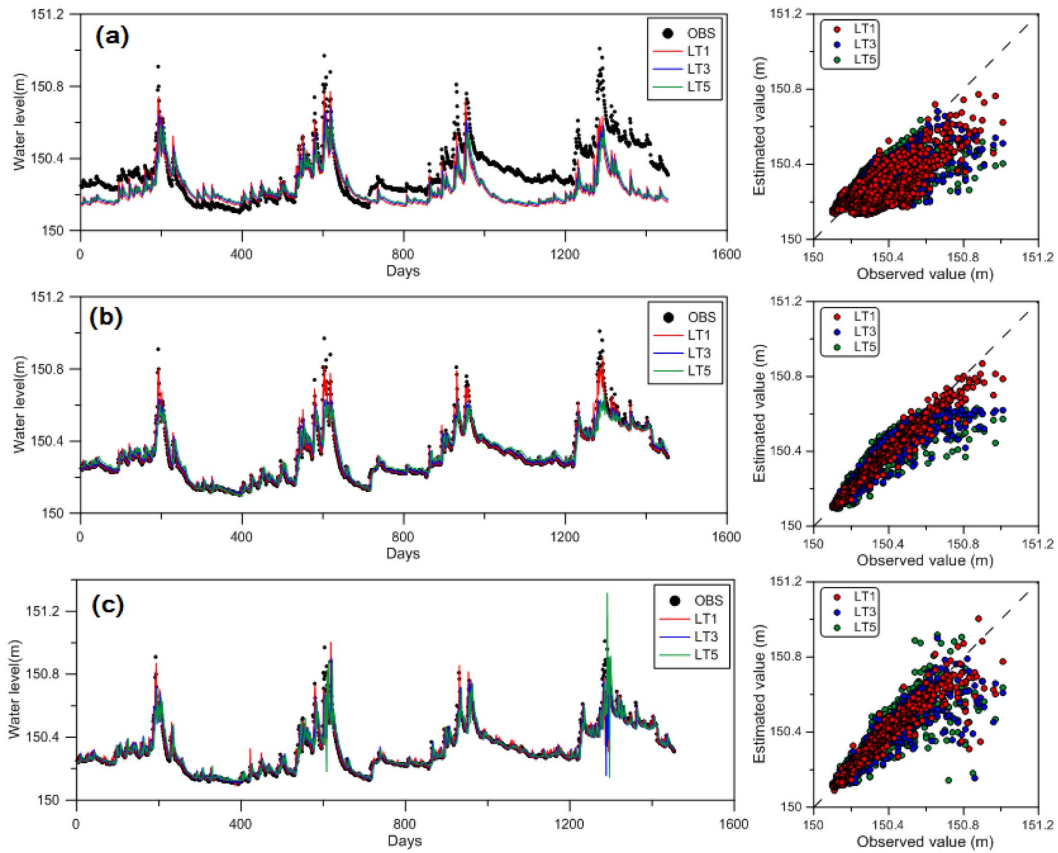 (a)
Water level(m)
151.2
150.8
150.4
150
0
400
800
1200
1600
Days
OBS
LT1
LT3
LT5
Estimated value (m)
151.2
150.8
150.4
150
150
150.4
150.8
151.2
Observed value (m)
LT1
LT3
LT5
(b)
Water level(m)
151.2
150.8
150.4
150
0
400
800
1200
1600
Days
OBS
LT1
LT3
LT5
Estimated value (m)
151.2
150.8
150.4
150
150
150.4
150.8
151.2
Observed value (m)
LT1
LT3
LT5
(c)
Water level(m)
151.2
150.8
150.4
150
0
400
800
1200
1600
Days
OBS
LT1
LT3
LT5
Estimated value (m)
151.2
150.8
150.4
150
150
150.4
150.8
151.2
Observed value (m)
LT1
LT3
LT5